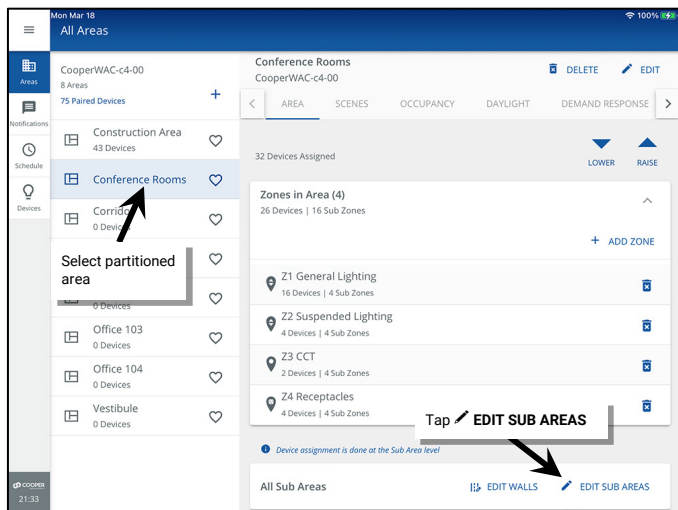 Mon Mar 18
100%
All Areas
Areas
Notifications
Schedule
Devices
COOPER
21:33
CooperWAC-c4-00
8 Areas
75 Paired Devices
+
Construction Area
43 Devices
Conference Rooms
Corrido
0 Devic
Select partitioned
area
0 Devices
Office 103
0 Devices
Office 104
0 Devices
Vestibule
0 Devices
Conference Rooms
CooperWAC-c4-00
DELETE EDIT
< AREA SCENES OCCUPANCY DAYLIGHT DEMAND RESPONSE >
32 Devices Assigned
LOWER RAISE
Zones in Area (4)
26 Devices | 16 Sub Zones
+ ADD ZONE
Z1 General Lighting
16 Devices | 4 Sub Zones
Z2 Suspended Lighting
4 Devices | 4 Sub Zones
Z3 CCT
2 Devices | 4 Sub Zones
Z4 Receptacles
4 Devices | 4 Sub Zones
Tap EDIT SUB AREAS
Device assignment is done at the Sub Area level
All Sub Areas EDIT WALLS EDIT SUB AREAS